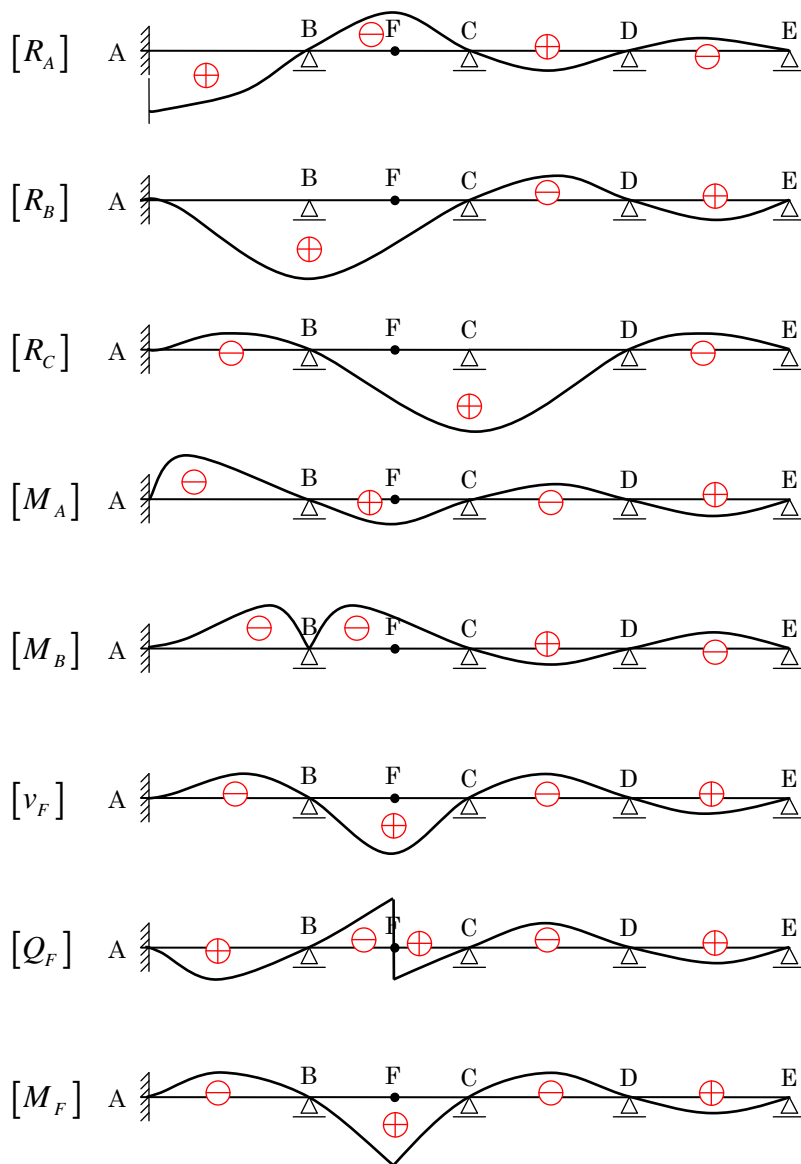 [R_A] A B F C D E
[R_B] A B F C D E
[R_C] A B F C D E
[M_A] A B F C D E
[M_B] A B F C D E
[v_F] A B F C D E
[Q_F] A B F C D E
[M_F] A B F C D E